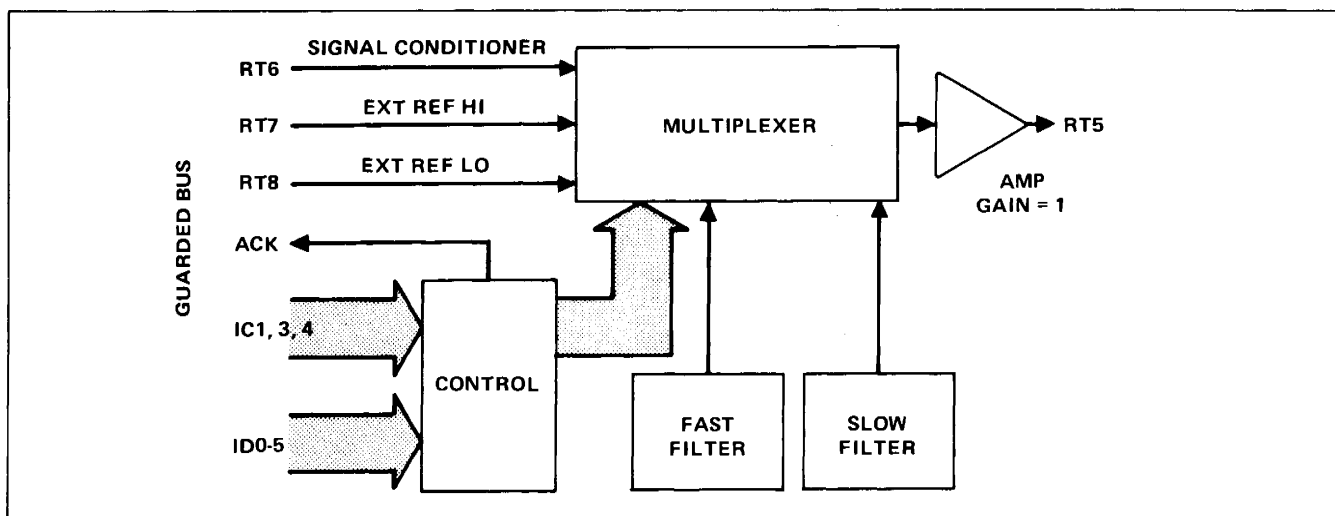 GUARDED BUS
SIGNAL CONDITIONER
RT6
EXT REF HI
RT7
EXT REF LO
RT8
MULTIPLEXER
RT5
AMP
GAIN = 1
ACK
IC1, 3, 4
CONTROL
ID0-5
FAST
FILTER
SLOW
FILTER